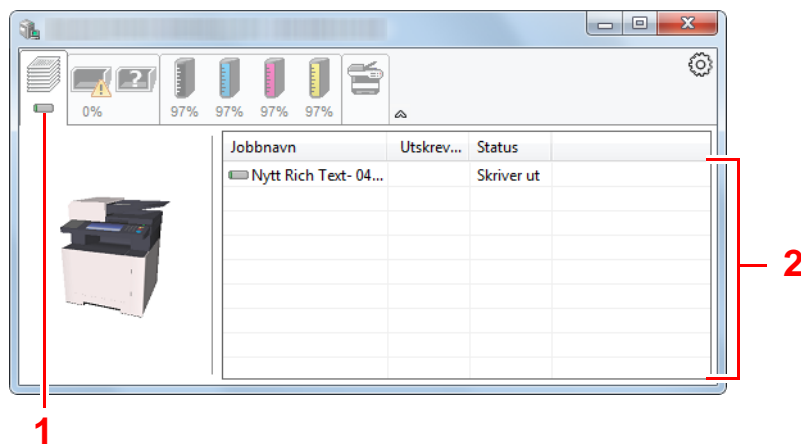 0% 97% 97% 97% 97%
Jobbnavn Utskrev... Status
Nytt Rich Text- 04... Skriver ut
2
1